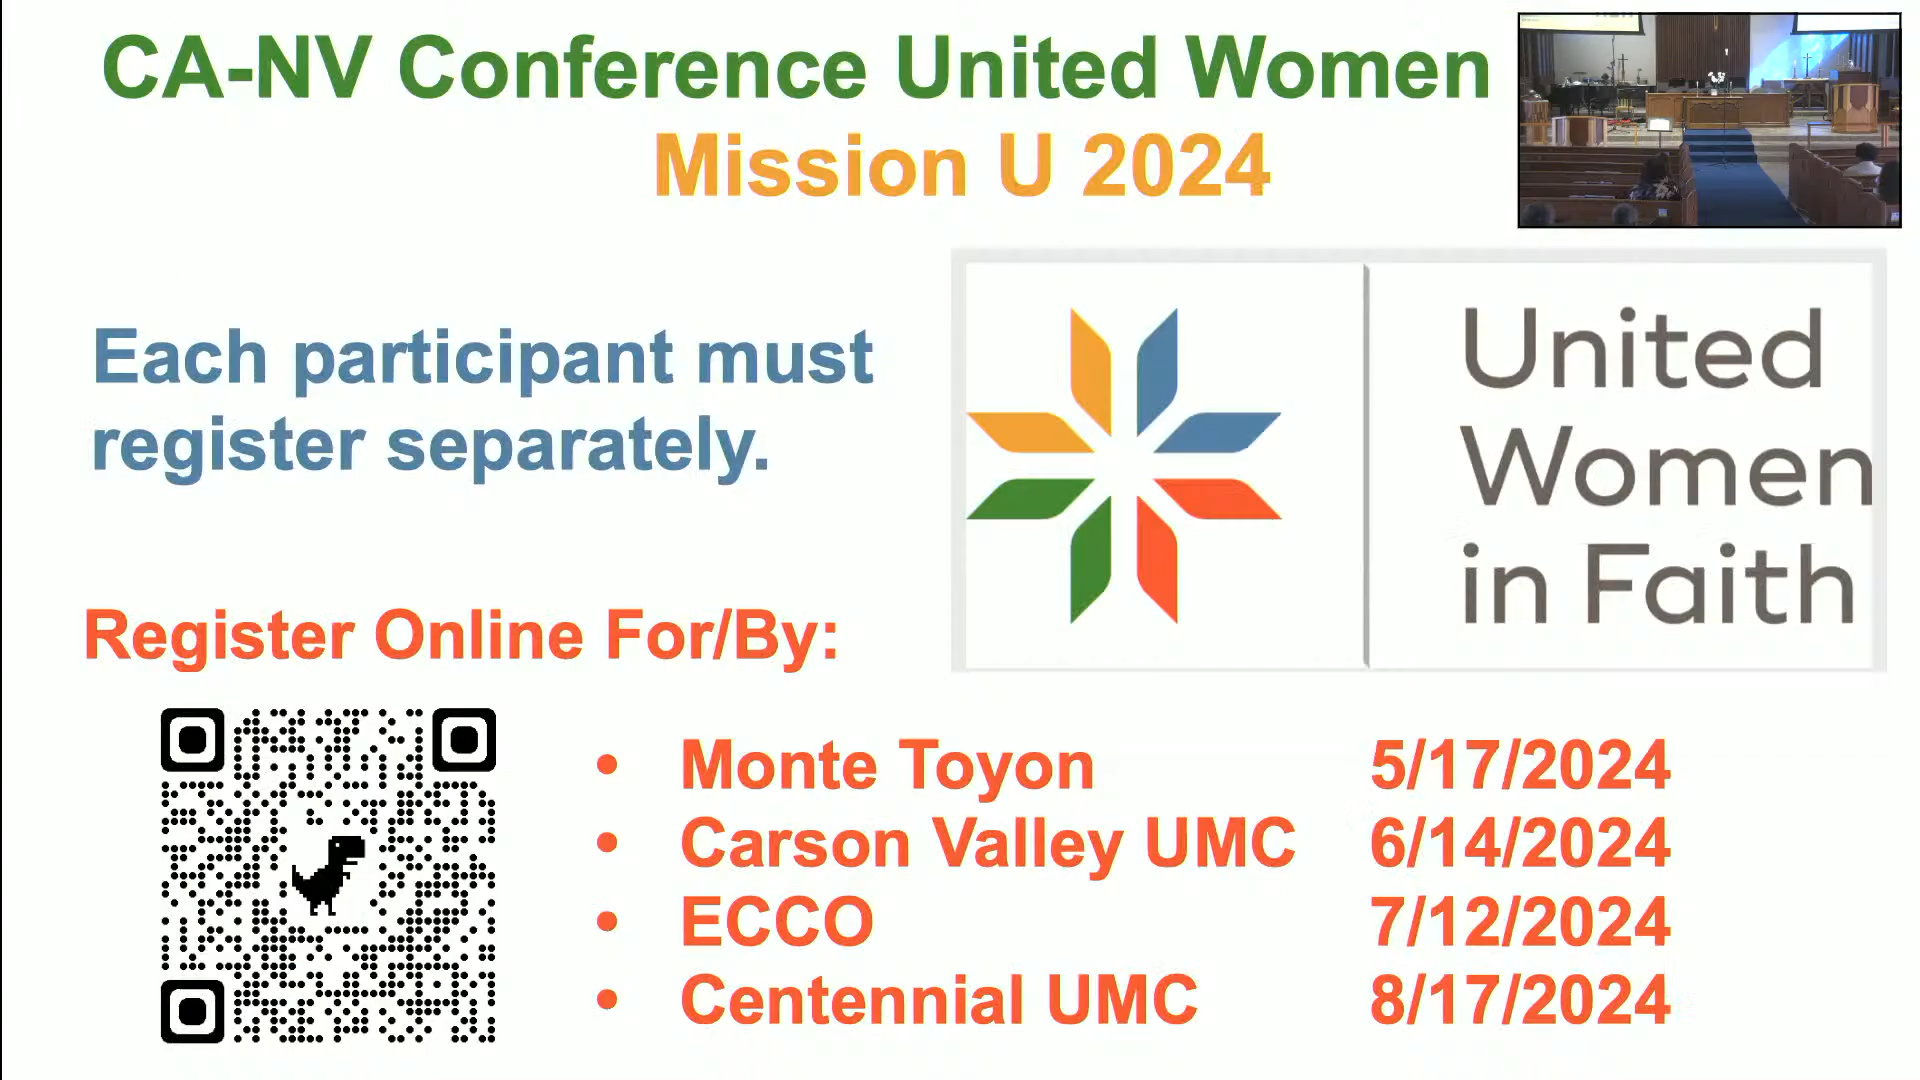 CA-NV Conference United Women
Mission U 2024
Each participant must
register separately.
United
Women
in Faith
Register Online For/By:
• Monte Toyon 5/17/2024
• Carson Valley UMC 6/14/2024
• ECCO 7/12/2024
• Centennial UMC 8/17/2024